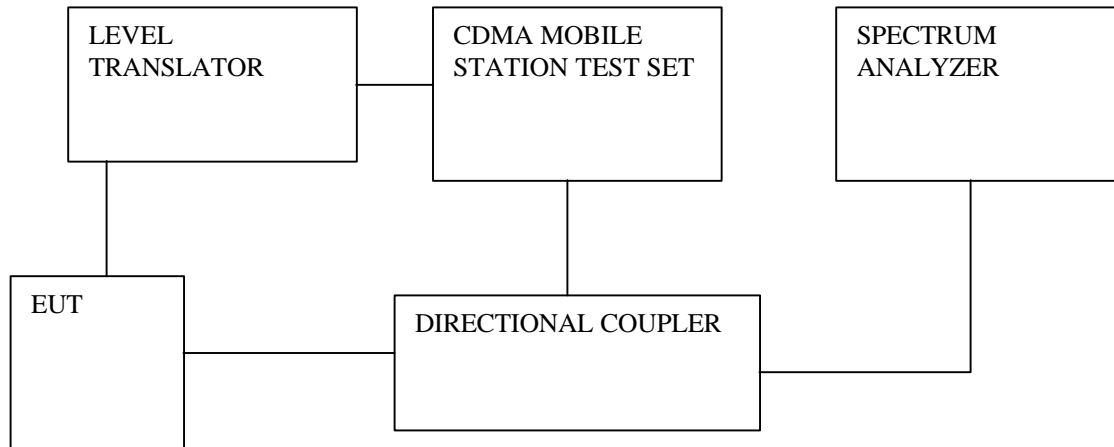 LEVEL
TRANSLATOR
CDMA MOBILE
STATION TEST SET
SPECTRUM
ANALYZER
EUT
DIRECTIONAL COUPLER